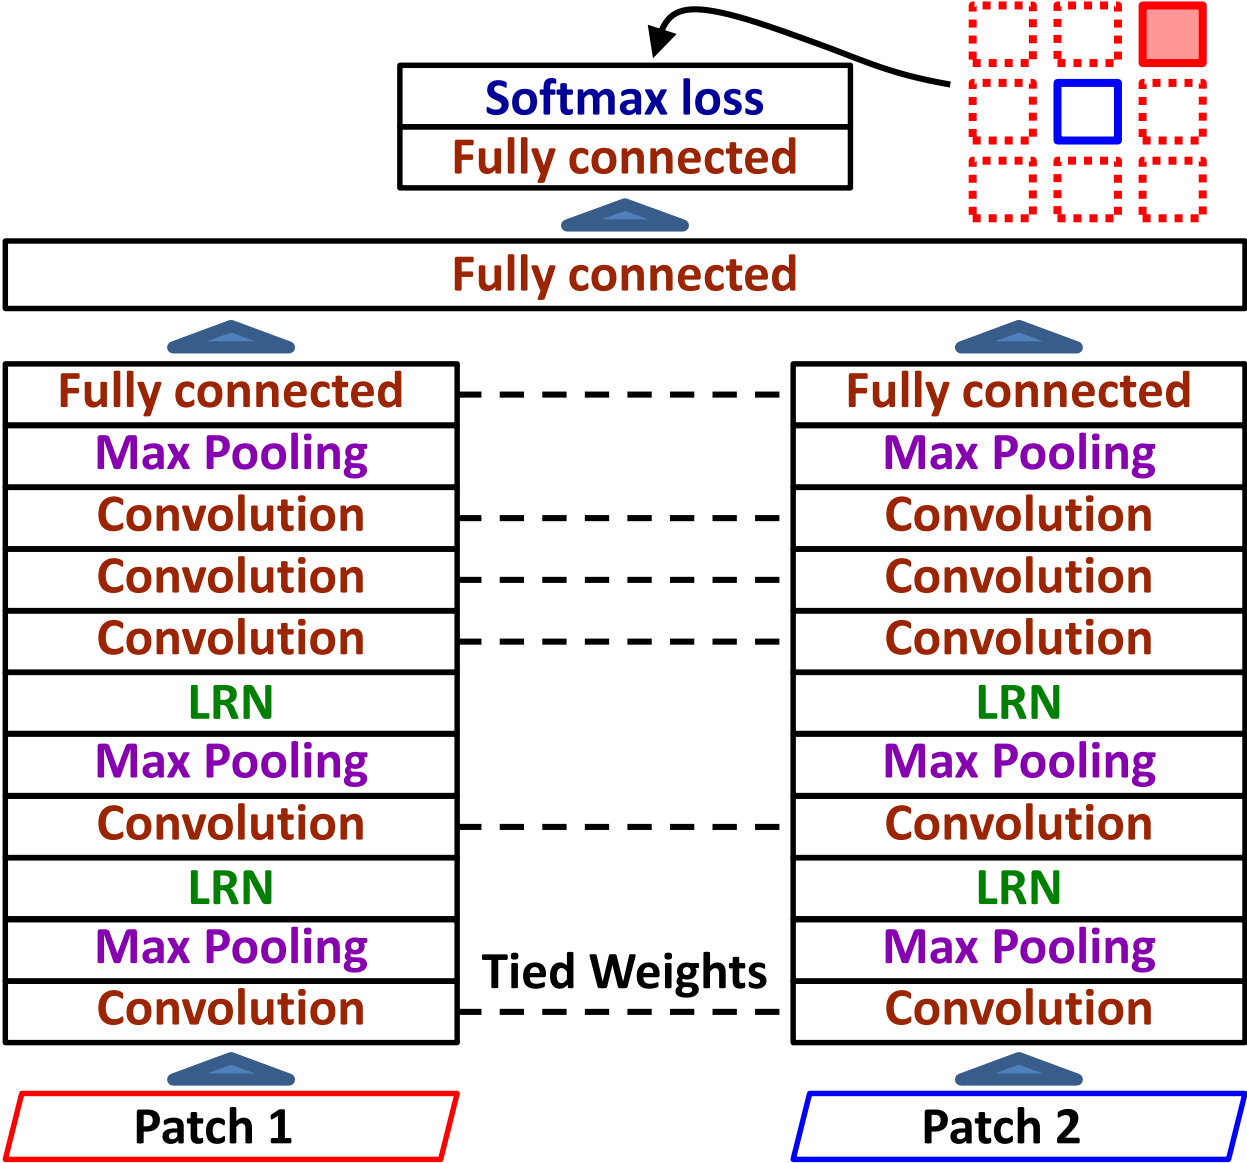 Softmax loss
Fully connected
Fully connected
Fully connected
Max Pooling
Convolution
Convolution
Convolution
LRN
Max Pooling
Convolution
LRN
Max Pooling
Convolution
Patch 1
Tied Weights
Fully connected
Max Pooling
Convolution
Convolution
Convolution
LRN
Max Pooling
Convolution
LRN
Max Pooling
Convolution
Patch 2